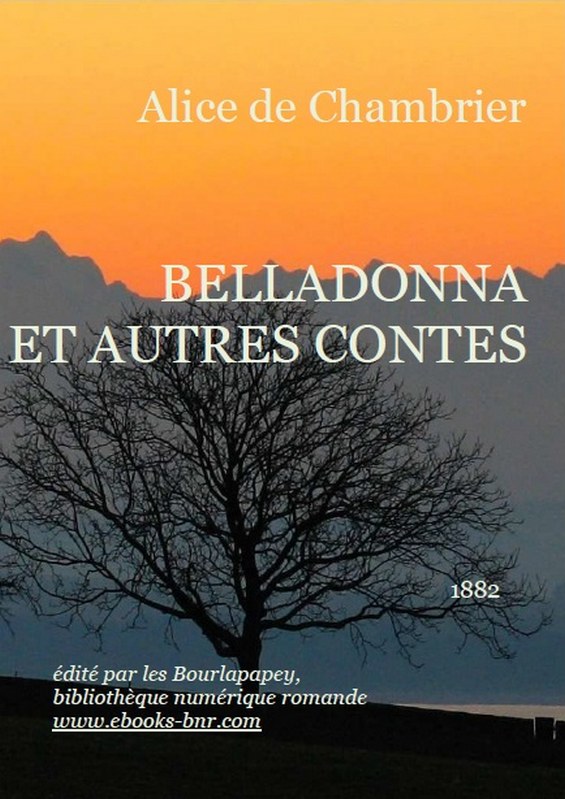 Alice de Chambrier
BELLADONNA
ET AUTRES CONTES
1882
édité par les Bourlapapey,
bibliothèque numérique romande
www.ebooks-bnr.com